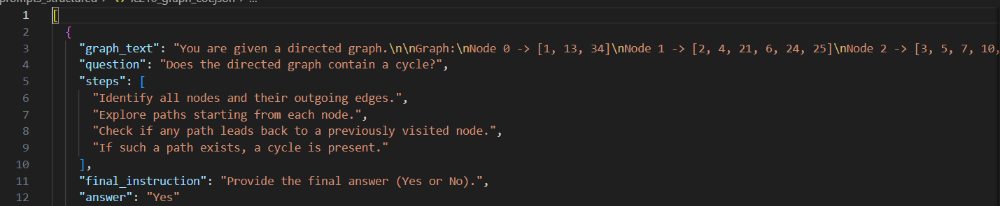 prompts_structured > {} lc210_graph_cot.json > ...
1 [
2 {
3 "graph_text": "You are given a directed graph.\n\nGraph:\nNode 0 -> [1, 13, 34]\nNode 1 -> [2, 4, 21, 6, 24, 25]\nNode 2 -> [3, 5, 7, 10,
4 "question": "Does the directed graph contain a cycle?",
5 "steps": [
6 "Identify all nodes and their outgoing edges.",
7 "Explore paths starting from each node.",
8 "Check if any path leads back to a previously visited node.",
9 "If such a path exists, a cycle is present."
10 ],
11 "final_instruction": "Provide the final answer (Yes or No).",
12 "answer": "Yes"